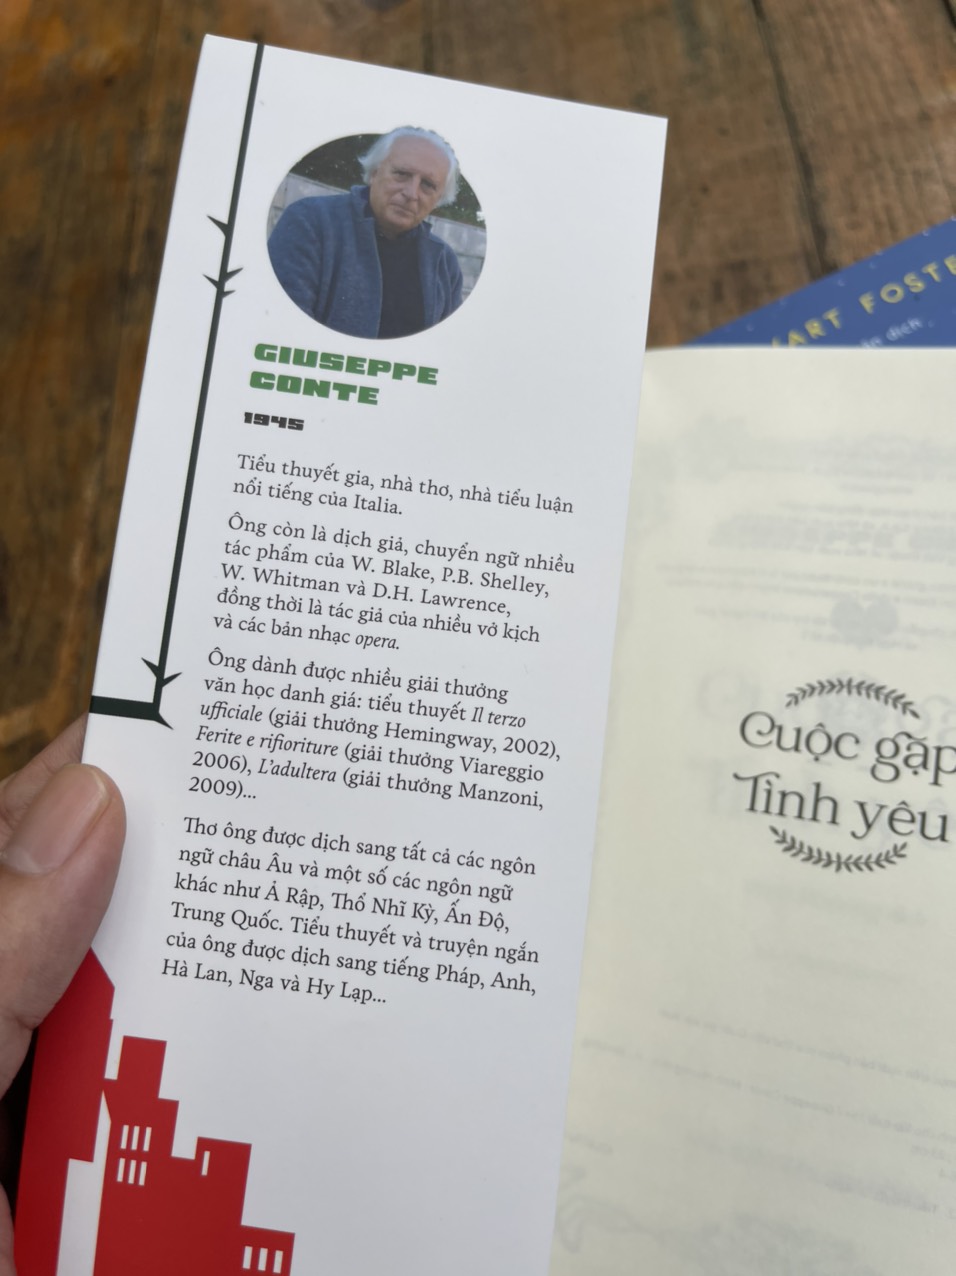 GIUSEPPE
CONTE
1945
Tiểu thuyết gia, nhà thơ, nhà tiểu luận
nổi tiếng của Italia.
Ông còn là dịch giả, chuyển ngữ nhiều
tác phẩm của W. Blake, P.B. Shelley,
W. Whitman và D.H. Lawrence,
đồng thời là tác giả của nhiều vở kịch
và các bản nhạc opera.
Ông dành được nhiều giải thưởng
văn học danh giá: tiểu thuyết Il terzo
ufficiale (giải thưởng Hemingway, 2002),
Ferite e rifioriture (giải thưởng Viareggio
2006), L'adultera (giải thưởng Manzoni,
2009)...
Thơ ông được dịch sang tất cả các ngôn
ngữ châu Âu và một số các ngôn ngữ
khác như Ả Rập, Thổ Nhĩ Kỳ, Ấn Độ,
Trung Quốc. Tiểu thuyết và truyện ngắn
của ông được dịch sang tiếng Pháp, Anh,
Hà Lan, Nga và Hy Lạp...
Cuộc gặp
Tình yêu
dịch